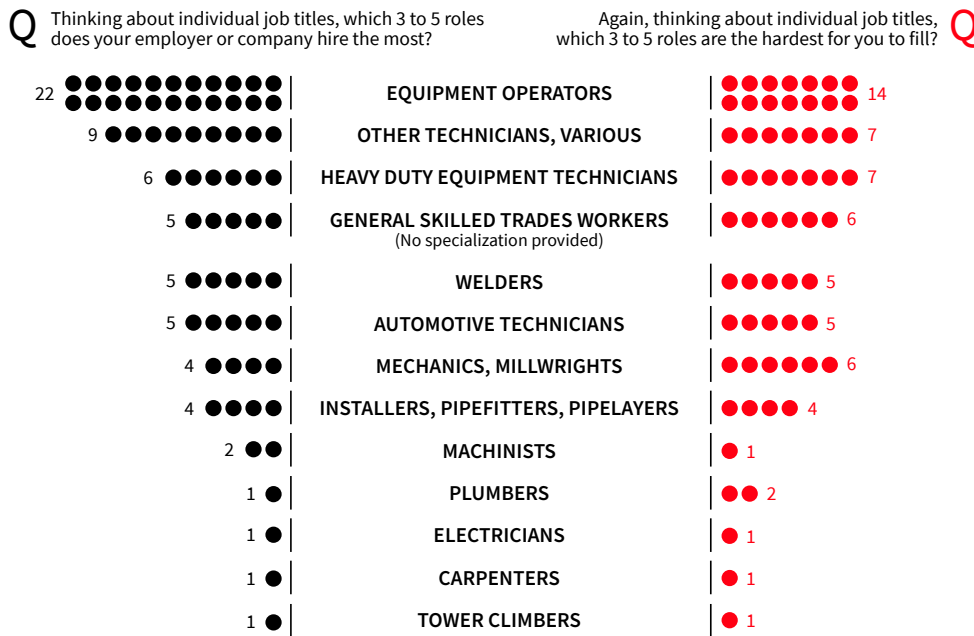 Q Thinking about individual job titles, which 3 to 5 roles
does your employer or company hire the most?
Again, thinking about individual job titles, Q
which 3 to 5 roles are the hardest for you to fill?
22 EQUIPMENT OPERATORS 14
9 OTHER TECHNICIANS, VARIOUS 7
6 HEAVY DUTY EQUIPMENT TECHNICIANS 7
5 GENERAL SKILLED TRADES WORKERS 6
(No specialization provided)
5 WELDERS 5
5 AUTOMOTIVE TECHNICIANS 5
4 MECHANICS, MILLWRIGHTS 6
4 INSTALLERS, PIPEFITTERS, PIPELAYERS 4
2 MACHINISTS 1
1 PLUMBERS 2
1 ELECTRICIANS 1
1 CARPENTERS 1
1 TOWER CLIMBERS 1